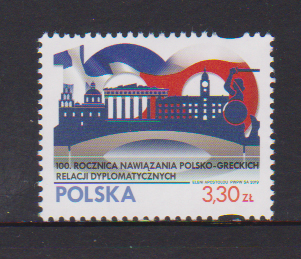 100. ROCZNICA NAWIĄZANIA POLSKO-GRECKICH
RELACJI DYPLOMATYCZNYCH
POLSKA
3,30 ZŁ